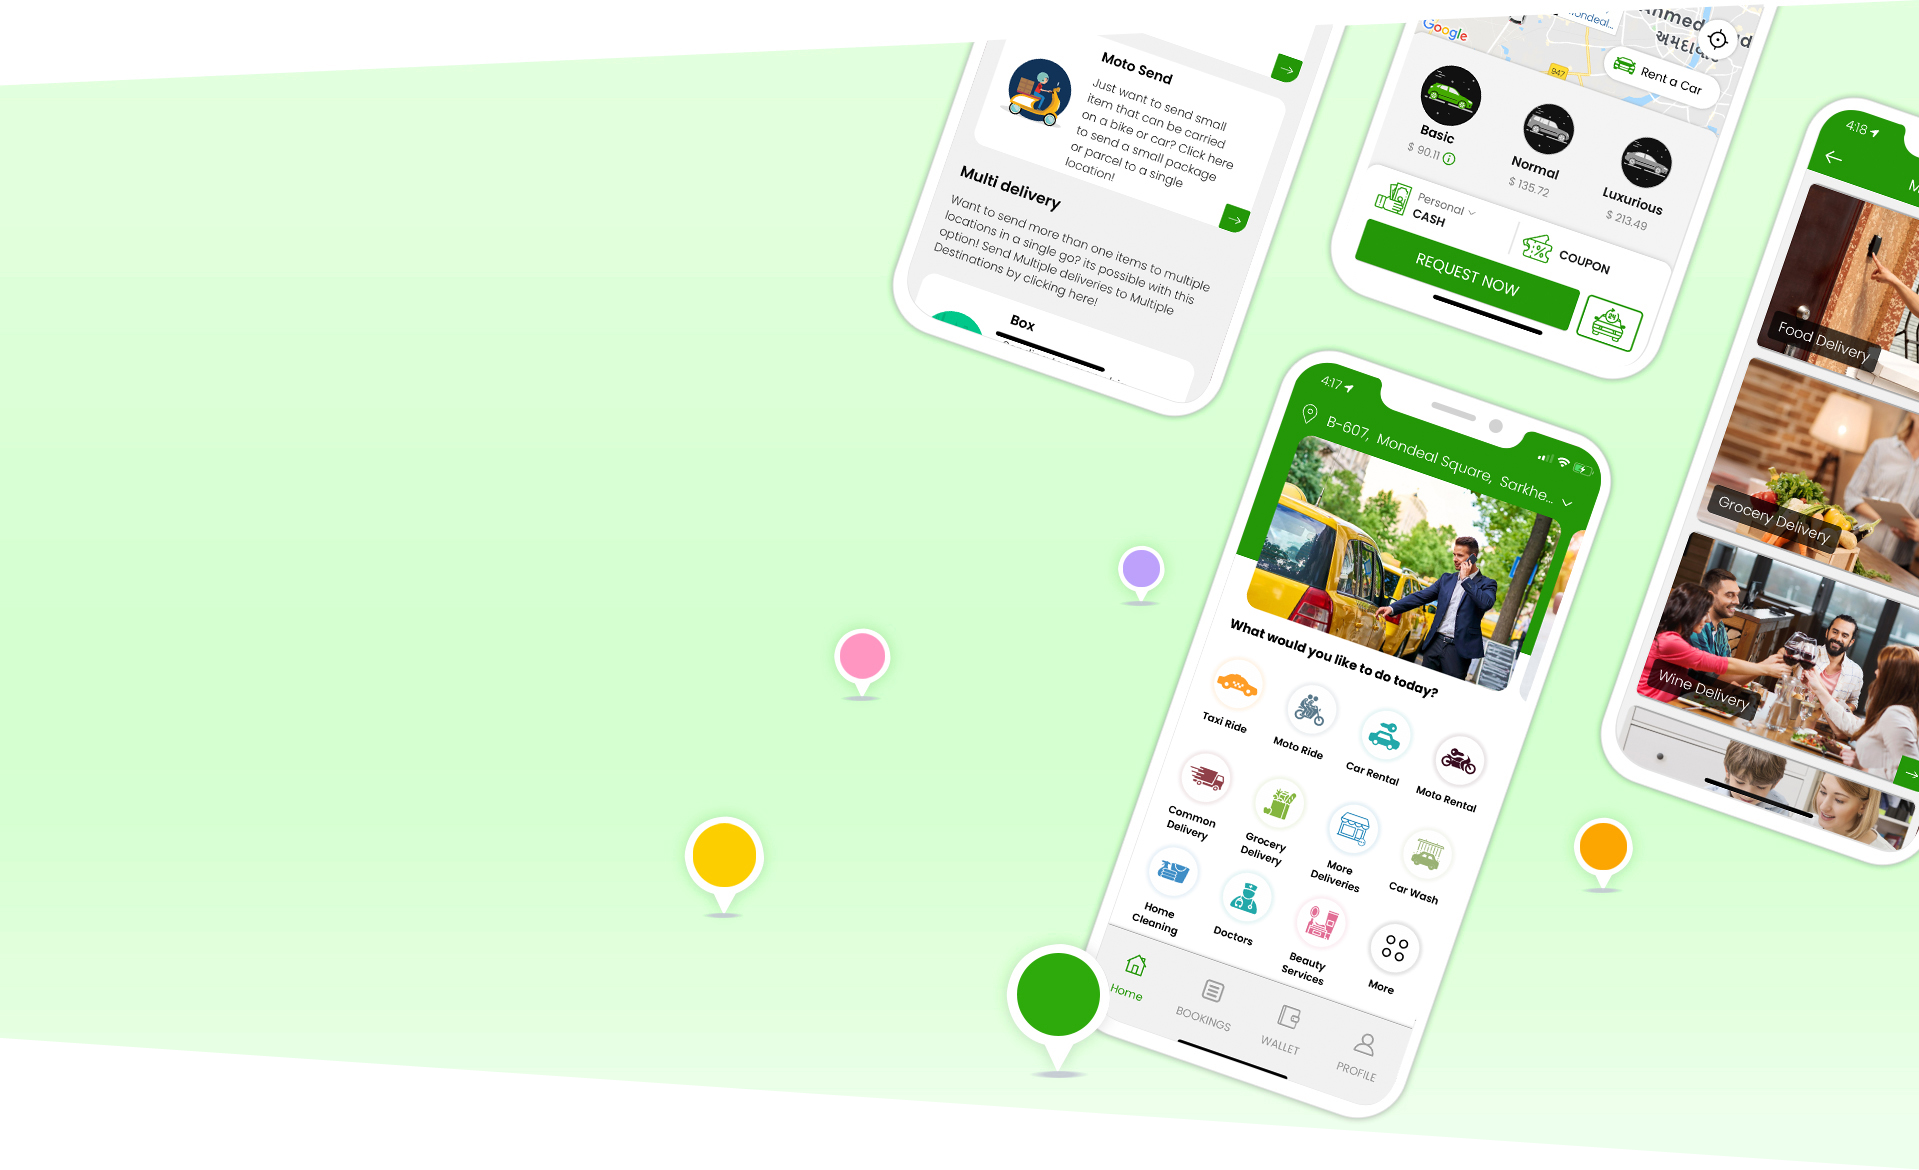 Moto Send
Just want to send small
item that can be carried
on a bike or car? Click here
to send a small package
or parcel to a single
location!
Multi delivery
Want to send more than one items to multiple
locations in a single go? its possible with this
option! Send Multiple deliveries to Multiple
Destinations by clicking here!
Box
Google
947
Rent a Car
Basic
$ 90.11
Normal
$ 135.72
Luxurious
$ 213.49
Personal
CASH
COUPON
REQUEST NOW
24
4:18
M
Food Delivery
Grocery Delivery
Wine Delivery
4:17
B-607, Mondeal Square, Sarkhe...
What would you like to do today?
Taxi Ride
Moto Ride
Car Rental
Moto Rental
Common
Delivery
Grocery
Delivery
More
Deliveries
Car Wash
Home
Cleaning
Doctors
Beauty
Services
More
Home
BOOKINGS
WALLET
PROFILE